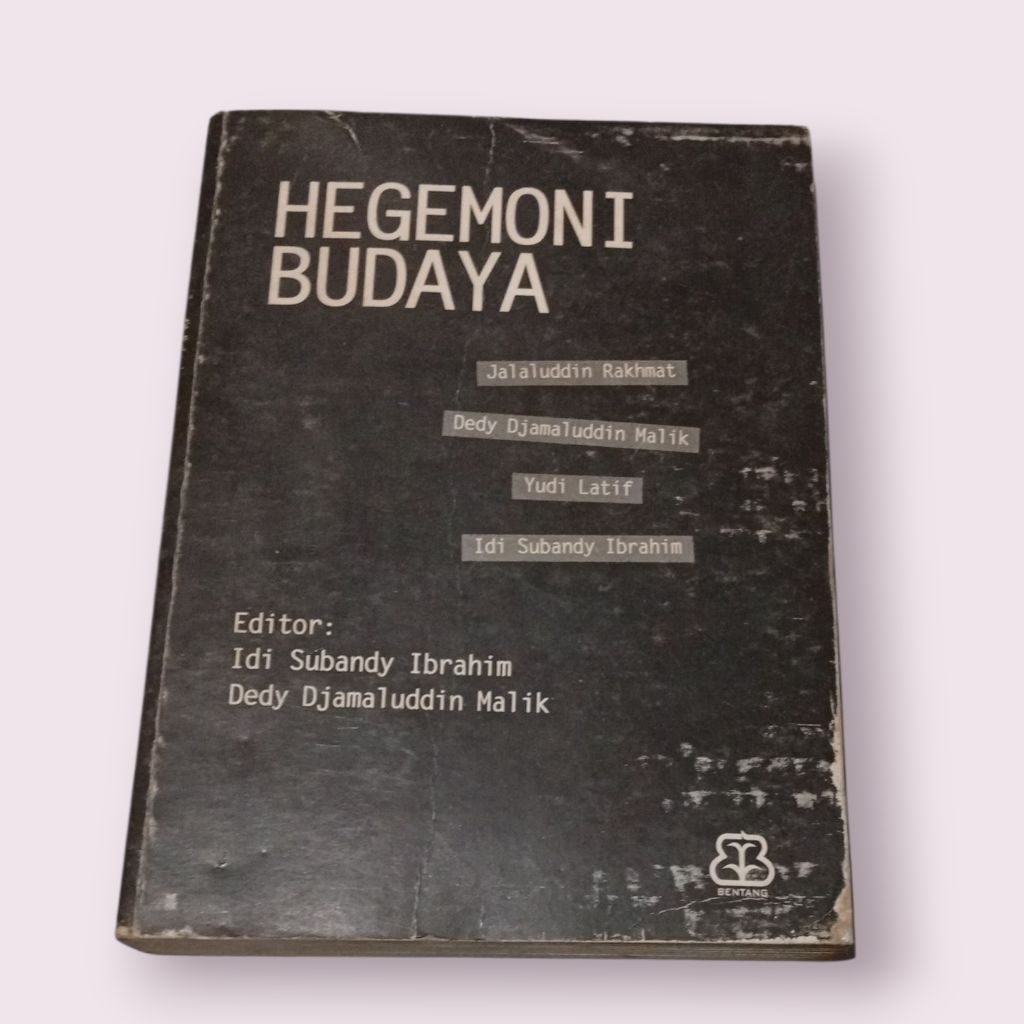 HEGEMONI
BUDAYA
Jalaluddin Rakhmat
Dedy Djamaluddin Malik
Yudi Latif
Idi Subandy Ibrahim
Editor:
Idi Subandy Ibrahim
Dedy Djamaluddin Malik
BENTANG